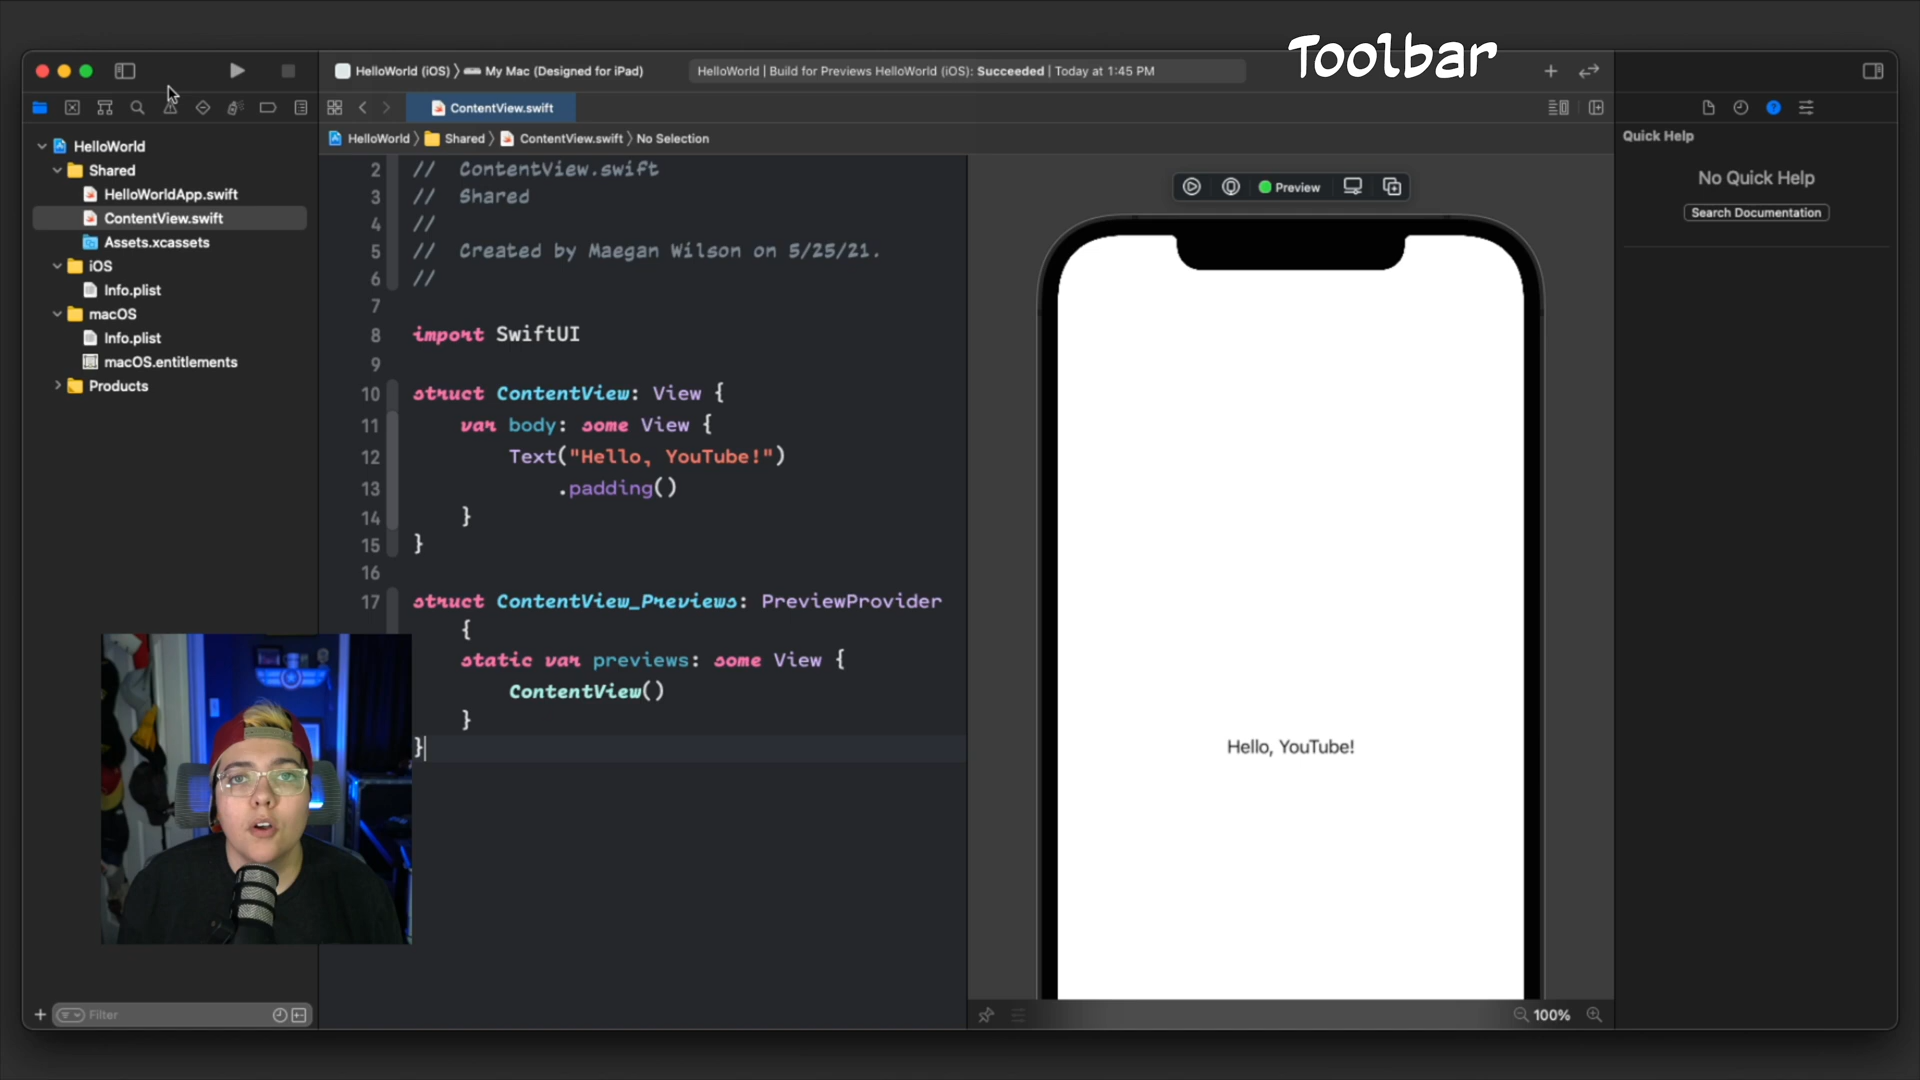 Toolbar
HelloWorld (iOS) 〉 My Mac (Designed for iPad)
HelloWorld | Build for Previews HelloWorld (iOS): Succeeded | Today at 1:45 PM
ContentView.swift
HelloWorld 〉 Shared 〉 ContentView.swift 〉 No Selection
HelloWorld
Shared
HelloWorldApp.swift
ContentView.swift
Assets.xcassets
iOS
Info.plist
macOS
Info.plist
macOS.entitlements
Products
Filter
2 // ContentView.swift
3 // Shared
4 //
5 // Created by Maegan Wilson on 5/25/21.
6 //
7
8 import SwiftUI
9
10 struct ContentView: View {
11 var body: some View {
12 Text("Hello, YouTube!")
13 .padding()
14 }
15 }
16
17 struct ContentView_Previews: PreviewProvider
{
static var previews: some View {
ContentView()
}
}
Preview
Hello, YouTube!
100%
Quick Help
No Quick Help
Search Documentation